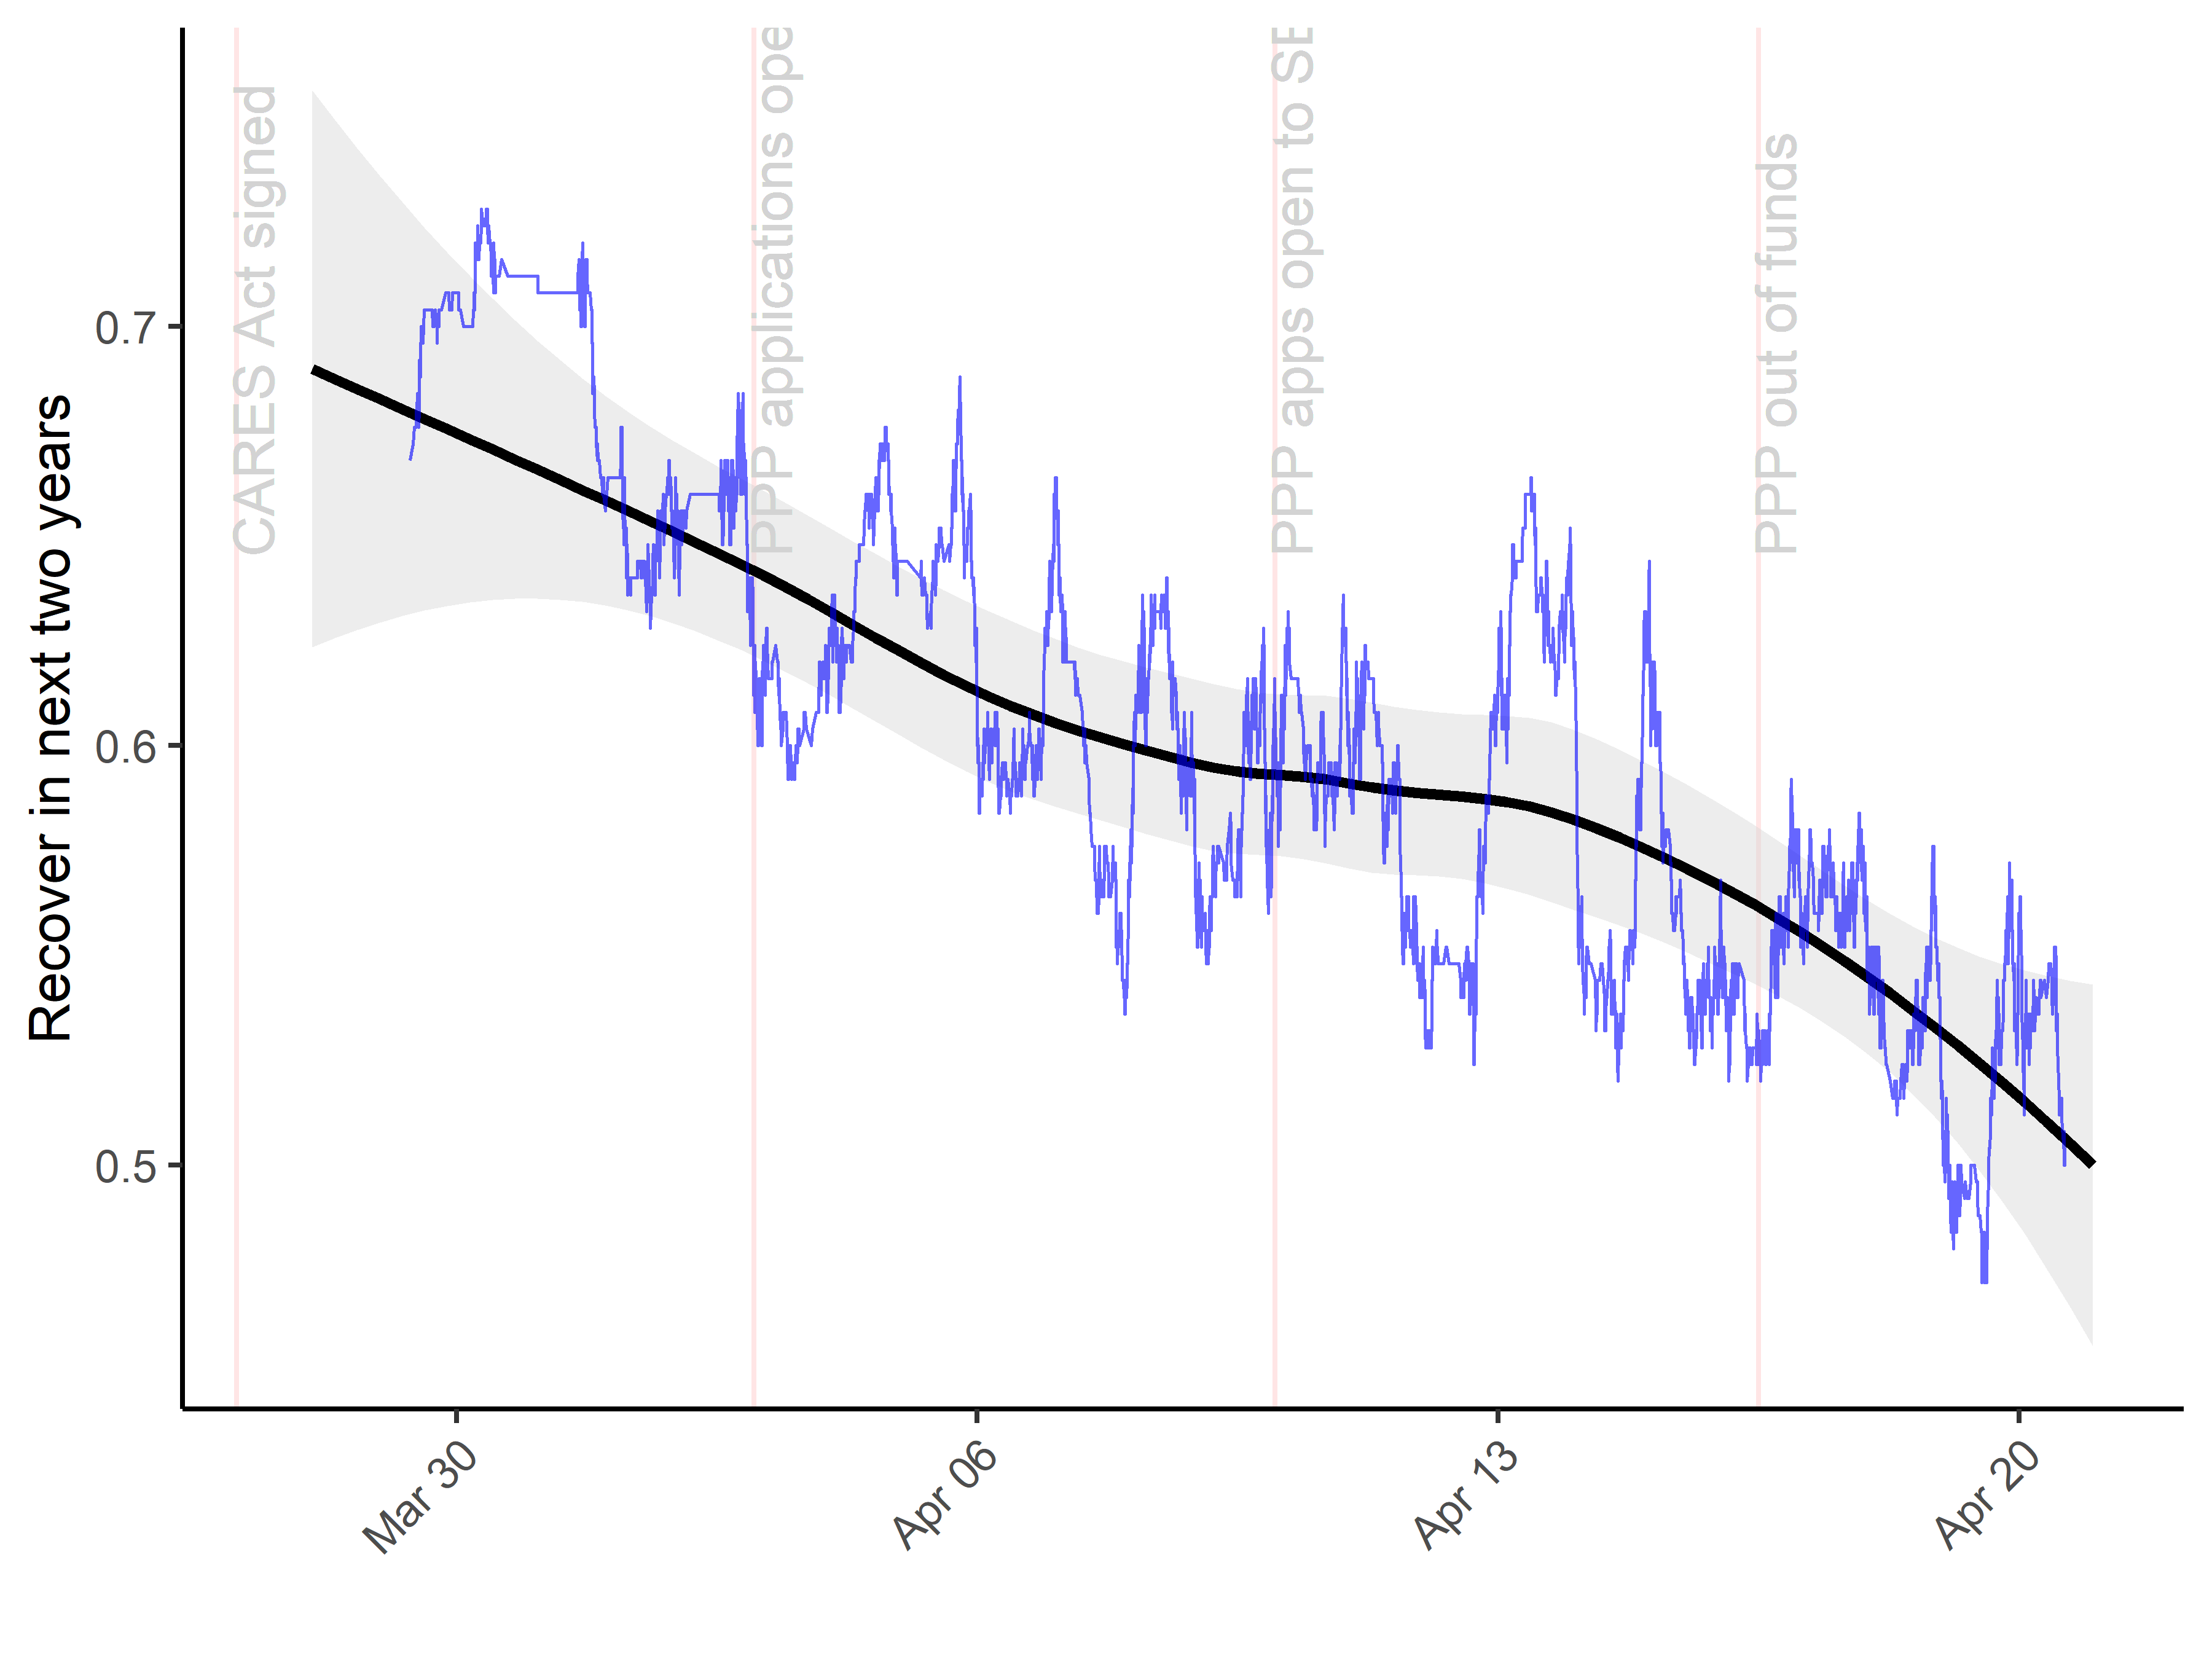 Recover in next two years
0.7
0.6
0.5
CARES Act signed
PPP applications ope
PPP apps open to
PPP out of funds
Mar 30
Apr 06
Apr 13
Apr 20